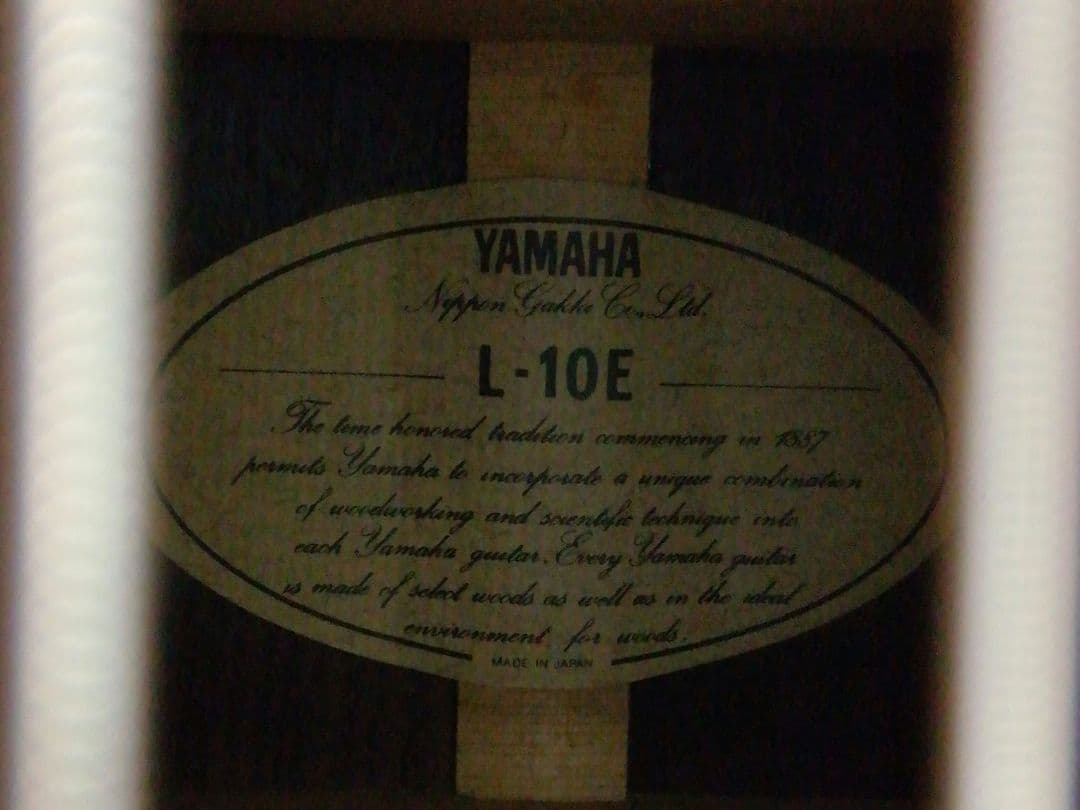 YAMAHA
Nippon Gakki Co., Ltd.
L-10E
The time honored tradition commencing in 1887
permits Yamaha to incorporate a unique combination
of woodworking and scientific technique into
each Yamaha guitar. Every Yamaha guitar
is made of select woods as well as in the ideal
environment for woods.
MADE IN JAPAN